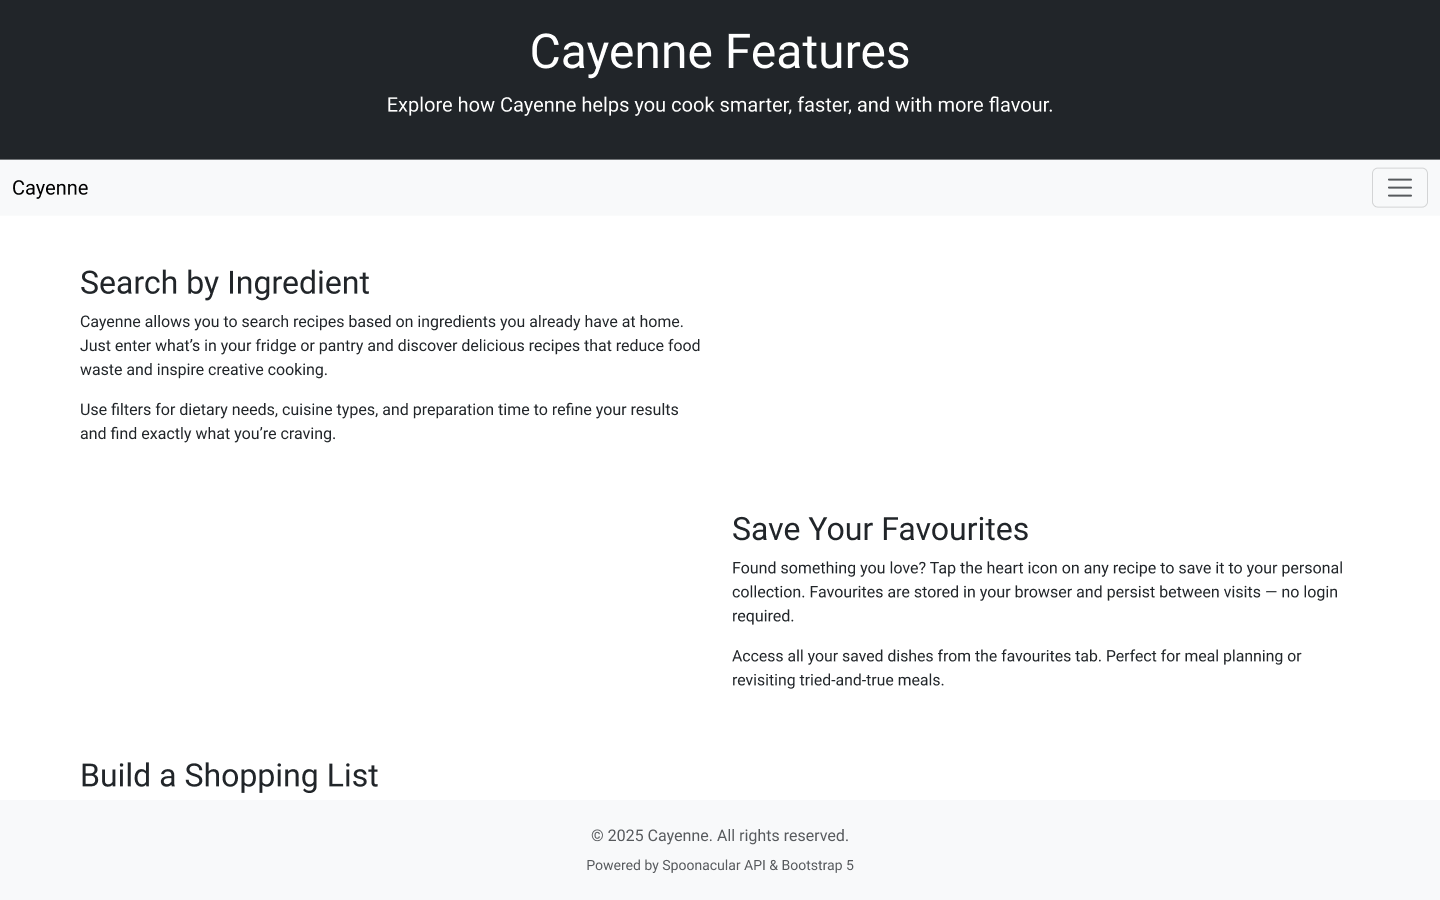 Cayenne Features
Explore how Cayenne helps you cook smarter, faster, and with more flavour.
Cayenne
Search by Ingredient
Cayenne allows you to search recipes based on ingredients you already have at home.
Just enter what’s in your fridge or pantry and discover delicious recipes that reduce food
waste and inspire creative cooking.
Use filters for dietary needs, cuisine types, and preparation time to refine your results
and find exactly what you’re craving.
Save Your Favourites
Found something you love? Tap the heart icon on any recipe to save it to your personal
collection. Favourites are stored in your browser and persist between visits — no login
required.
Access all your saved dishes from the favourites tab. Perfect for meal planning or
revisiting tried-and-true meals.
Build a Shopping List
© 2025 Cayenne. All rights reserved.
Powered by Spoonacular API & Bootstrap 5